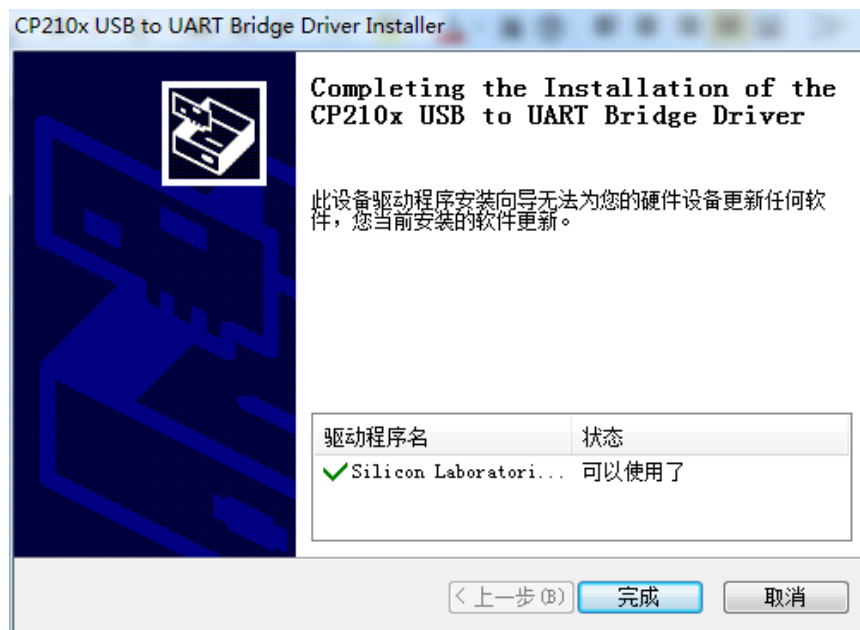 CP210x USB to UART Bridge Driver Installer
Completing the Installation of the
CP210x USB to UART Bridge Driver
此设备驱动程序安装向导无法为您的硬件设备更新任何软
件，您当前安装的软件更新。
驱动程序名 状态
Silicon Laboratori... 可以使用了
< 上一步(B) 完成 取消